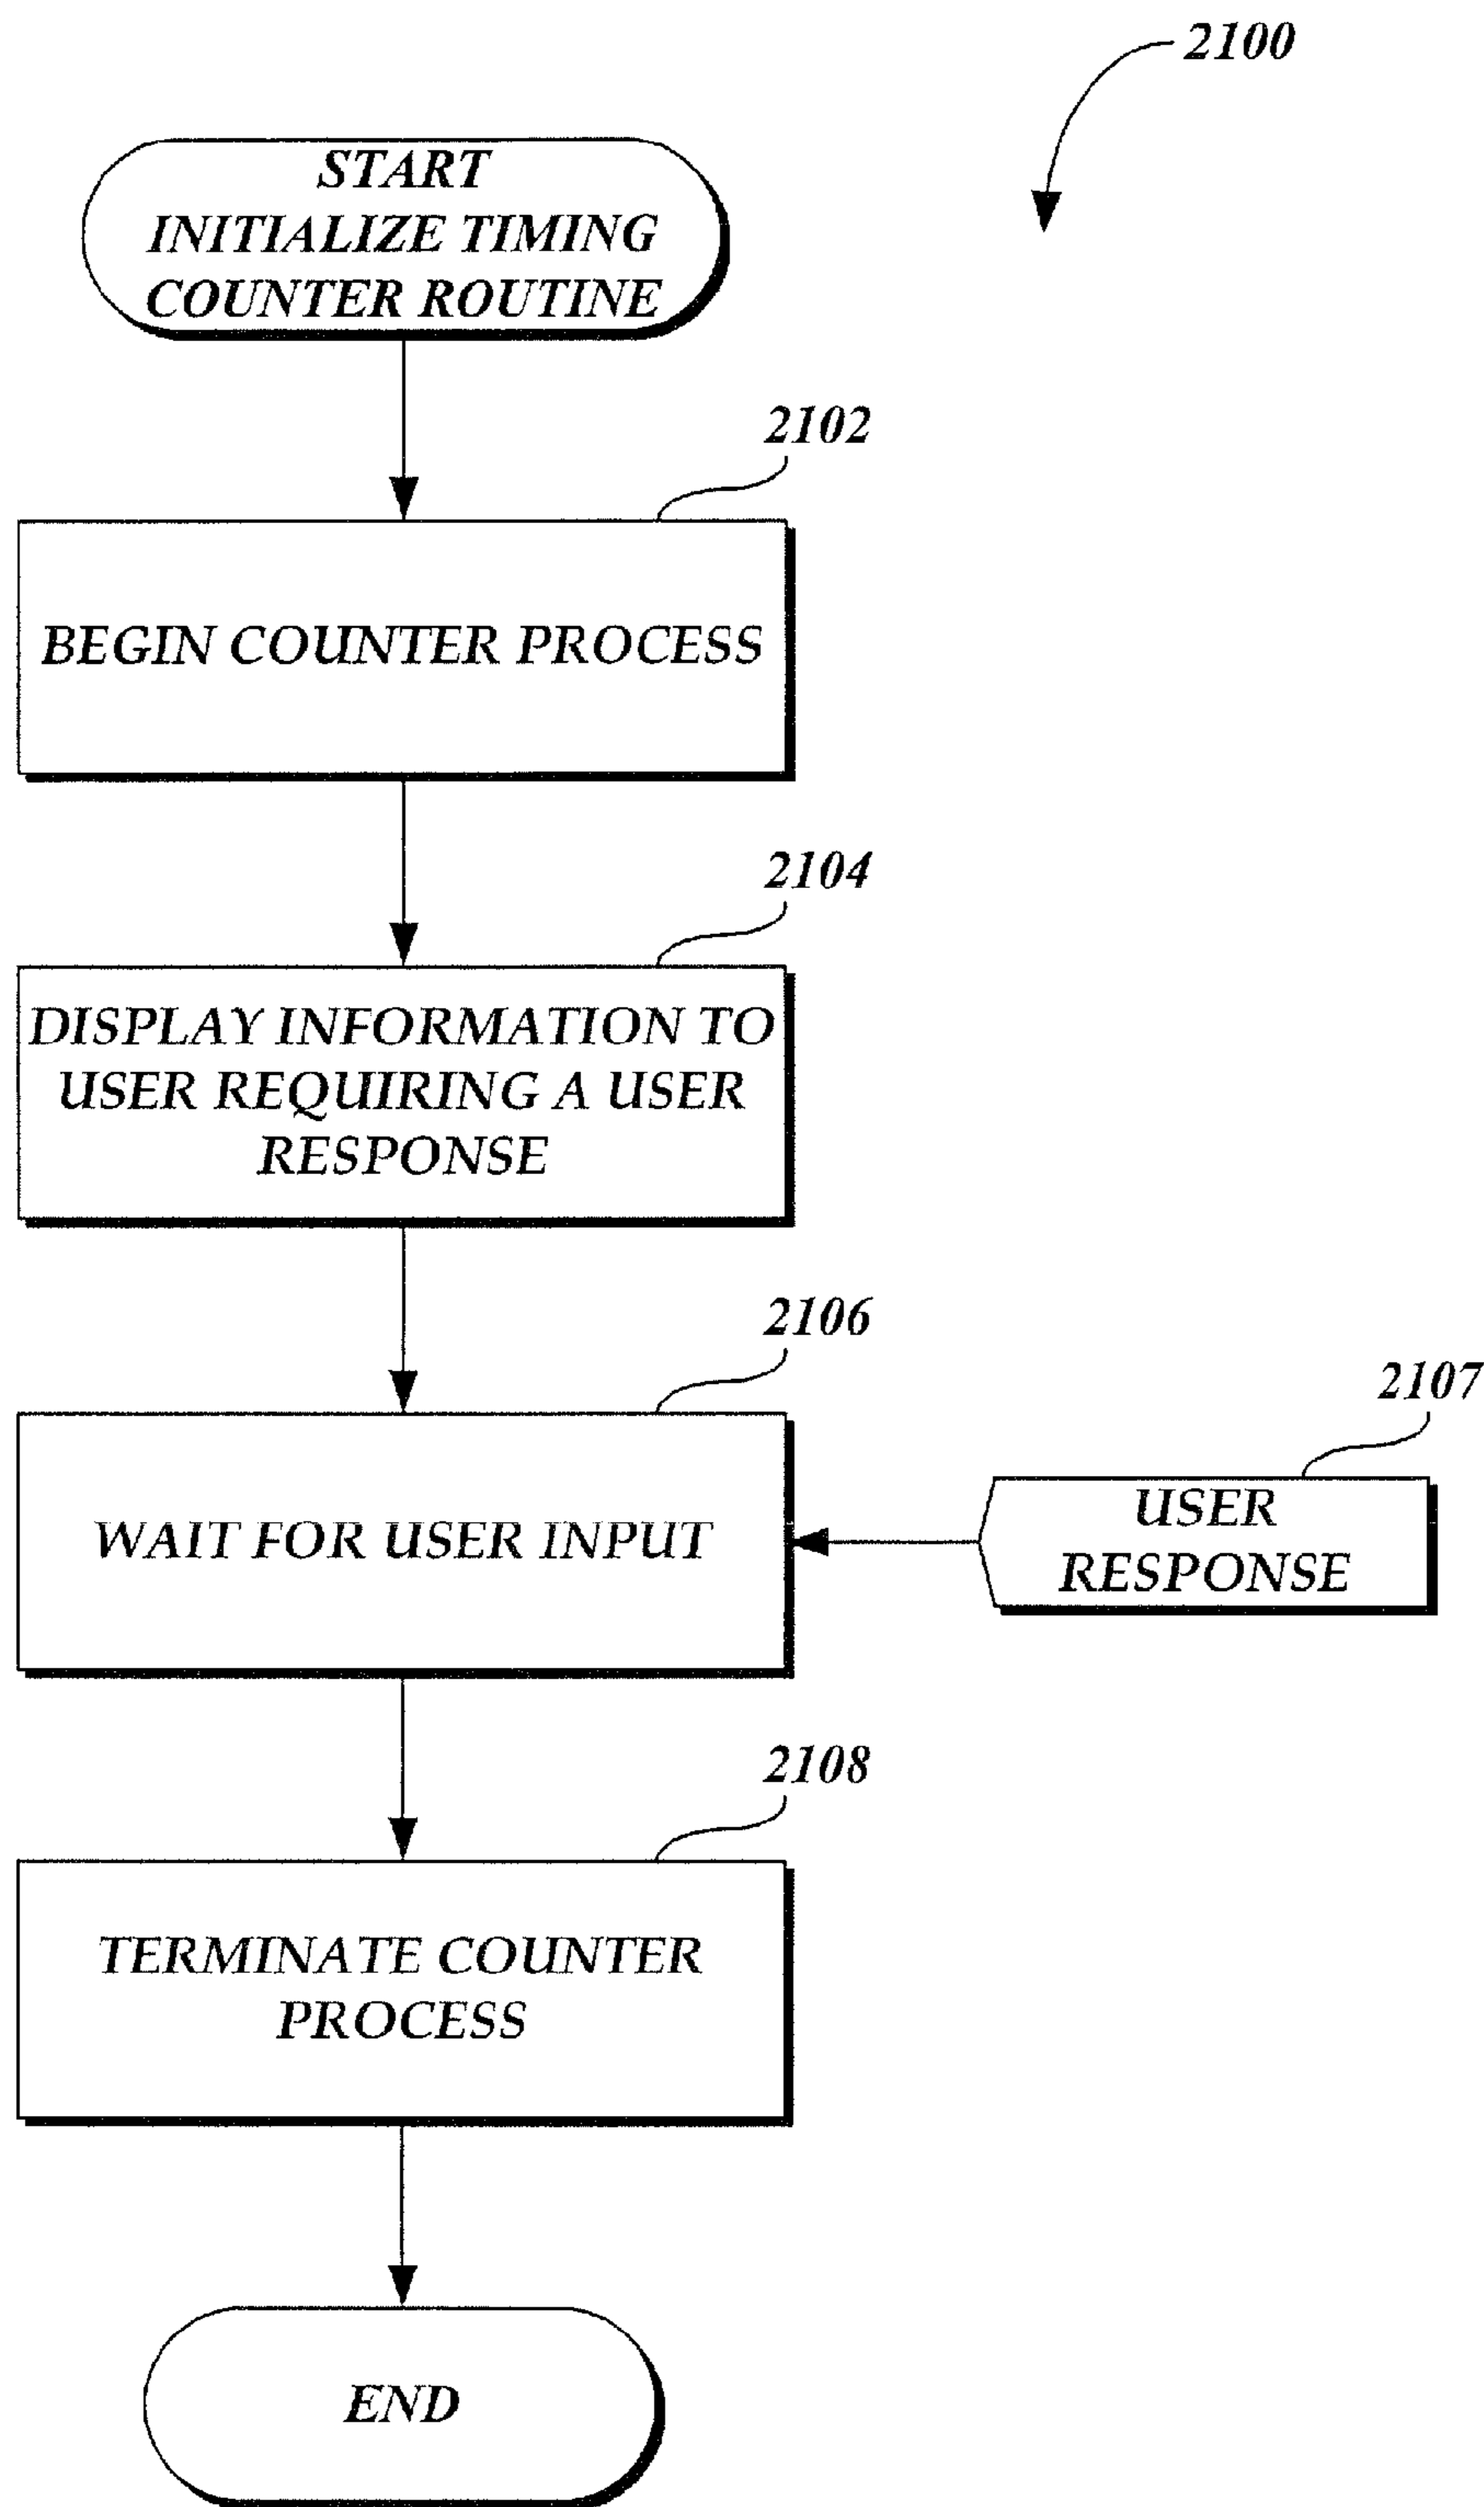 2100
START
INITIALIZE TIMING
COUNTER ROUTINE
2102
BEGIN COUNTER PROCESS
2104
DISPLAY INFORMATION TO
USER REQUIRING A USER
RESPONSE
2106
WAIT FOR USER INPUT
2107
USER
RESPONSE
2108
TERMINATE COUNTER
PROCESS
END